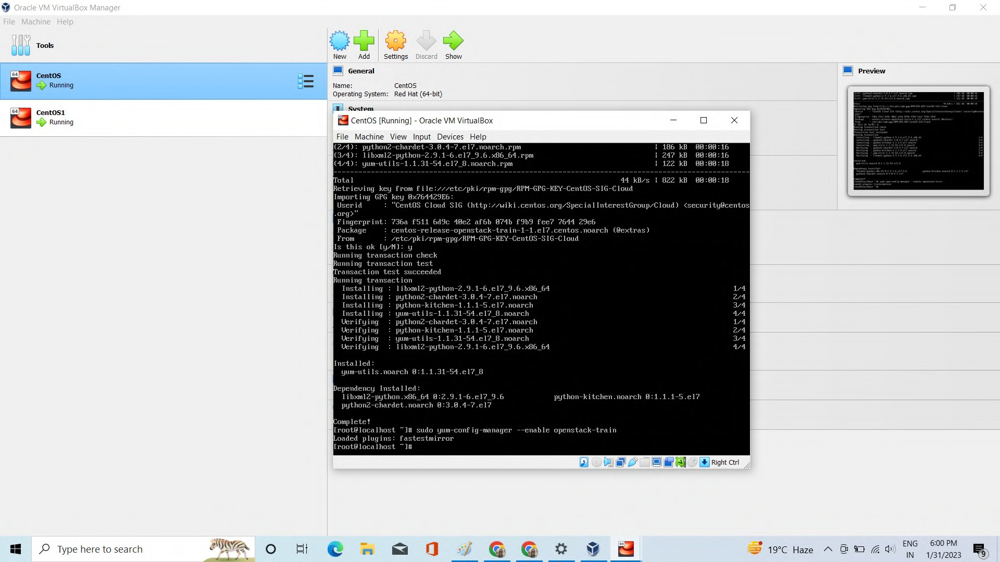 Oracle VM VirtualBox Manager
File Machine Help
Tools
New Add Settings Discard Show
64 CentOS
Running
64 CentOS1
Running
General
Name: CentOS
Operating System: Red Hat (64-bit)
System
Preview
64 CentOS [Running] - Oracle VM VirtualBox
File Machine View Input Devices Help
(2/4): python2-chardet-3.0.4-7.el7.noarch.rpm | 186 kB 00:00:16
(3/4): libxml2-python-2.9.1-6.el7_9.6.x86_64.rpm | 247 kB 00:00:16
(4/4): yum-utils-1.1.31-54.el7_8.noarch.rpm | 122 kB 00:00:18
--------------------------------------------------------------------------------
Total 44 kB/s | 822 kB 00:00:18
Retrieving key from file:///etc/pki/rpm-gpg/RPM-GPG-KEY-CentOS-SIG-Cloud
Importing GPG key 0x764429E6:
Userid : "CentOS Cloud SIG (http://wiki.centos.org/SpecialInterestGroup/Cloud) <security@centos
.org>"
Fingerprint: 736a f511 6d9c 40e2 af6b 074b f9b9 fee7 7644 29e6
Package : centos-release-openstack-train-1-1.el7.centos.noarch (@extras)
From : /etc/pki/rpm-gpg/RPM-GPG-KEY-CentOS-SIG-Cloud
Is this ok [y/N]: y
Running transaction check
Running transaction test
Transaction test succeeded
Running transaction
Installing : libxml2-python-2.9.1-6.el7_9.6.x86_64 1/4
Installing : python2-chardet-3.0.4-7.el7.noarch 2/4
Installing : python-kitchen-1.1.1-5.el7.noarch 3/4
Installing : yum-utils-1.1.31-54.el7_8.noarch 4/4
Verifying : python2-chardet-3.0.4-7.el7.noarch 1/4
Verifying : python-kitchen-1.1.1-5.el7.noarch 2/4
Verifying : yum-utils-1.1.31-54.el7_8.noarch 3/4
Verifying : libxml2-python-2.9.1-6.el7_9.6.x86_64 4/4
Installed:
yum-utils.noarch 0:1.1.31-54.el7_8
Dependency Installed:
libxml2-python.x86_64 0:2.9.1-6.el7_9.6 python-kitchen.noarch 0:1.1.1-5.el7
python2-chardet.noarch 0:3.0.4-7.el7
Complete!
[root@localhost ~]# sudo yum-config-manager --enable openstack-train
Loaded plugins: fastestmirror
[root@localhost ~]#
Right Ctrl
Type here to search
64
19°C Haze
ENG
IN
6:00 PM
1/31/2023
9